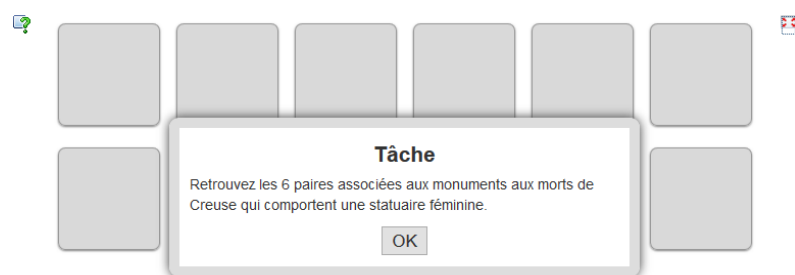 Tâche
Retrouvez les 6 paires associées aux monuments aux morts de
Creuse qui comportent une statuaire féminine.
OK